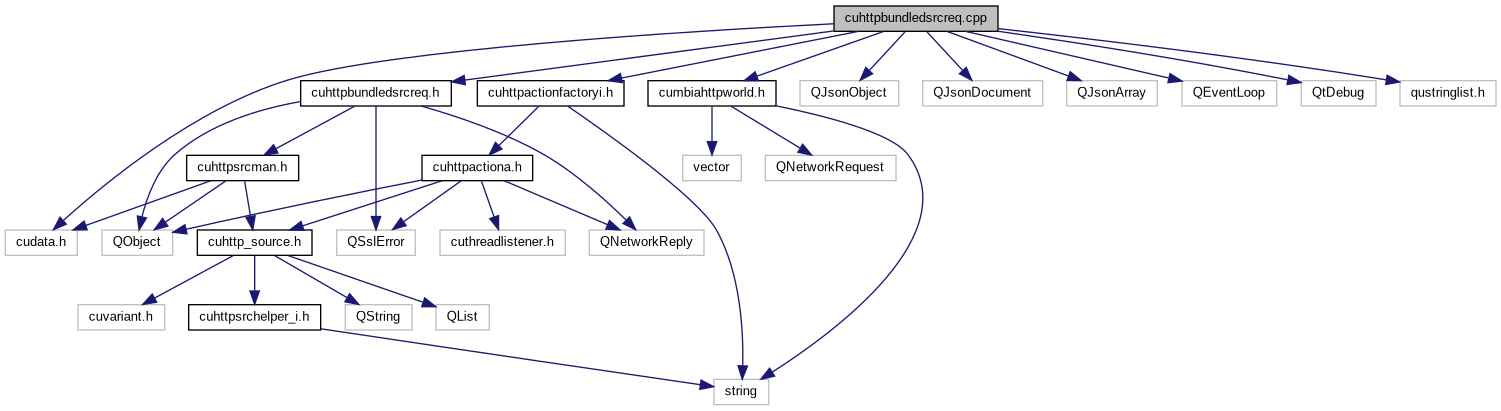 cuhttpbundledsrcreq.cpp
cuhttpbundledsrcreq.h
cuhttpactionfactoryi.h
cumbiahttpworld.h
QJsonObject
QJsonDocument
QJsonArray
QEventLoop
QtDebug
qustringlist.h
cuhttpsrcman.h
cuhttpactiona.h
vector
QNetworkRequest
cudata.h
QObject
cuhttp_source.h
QSslError
cuthreadlistener.h
QNetworkReply
cuvariant.h
cuhttpsrchelper_i.h
QString
QList
string